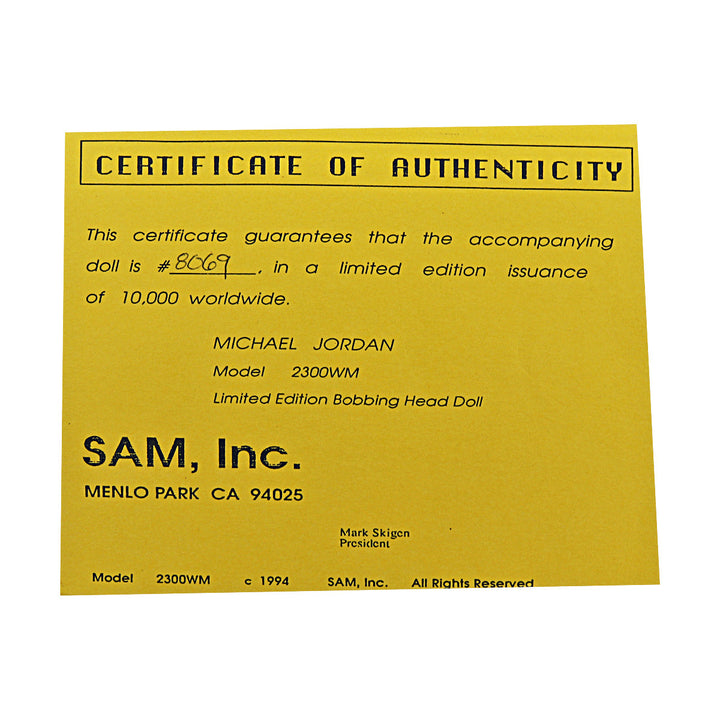 CERTIFICATE OF AUTHENTICITY
This certificate guarantees that the accompanying
doll is #8069, in a limited edition issuance
of 10,000 worldwide.
MICHAEL JORDAN
Model 2300WM
Limited Edition Bobbing Head Doll
SAM, Inc.
MENLO PARK CA 94025
Mark Skigen
President
Model 2300WM c 1994 SAM, Inc. All Rights Reserved